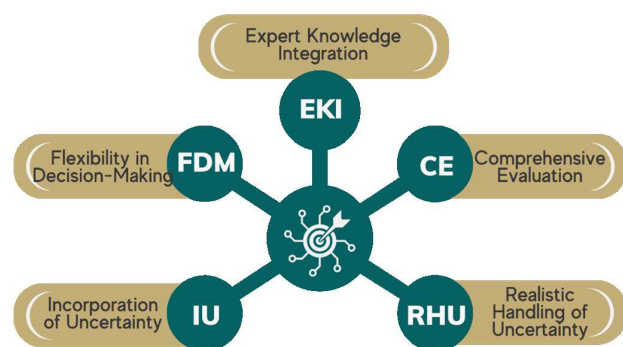 Expert Knowledge
Integration
EKI
Flexibility in
Decision-Making
FDM
CE
Comprehensive
Evaluation
Incorporation
of Uncertainty
IU
RHU
Realistic
Handling of
Uncertainty